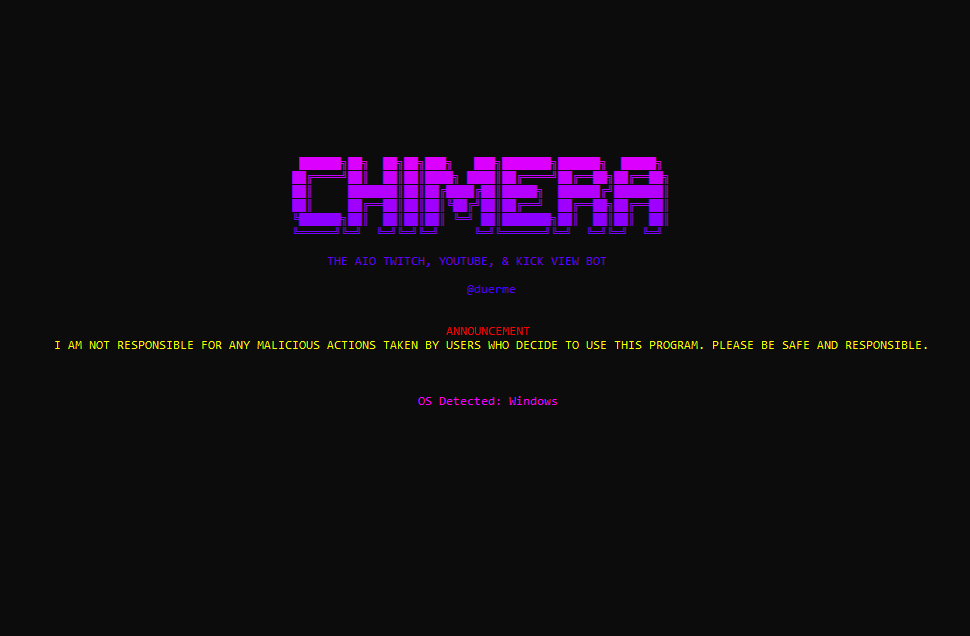 CHIMERA
THE AIO TWITCH, YOUTUBE, & KICK VIEW BOT
@duerme
ANNOUNCEMENT
I AM NOT RESPONSIBLE FOR ANY MALICIOUS ACTIONS TAKEN BY USERS WHO DECIDE TO USE THIS PROGRAM. PLEASE BE SAFE AND RESPONSIBLE.
OS Detected: Windows